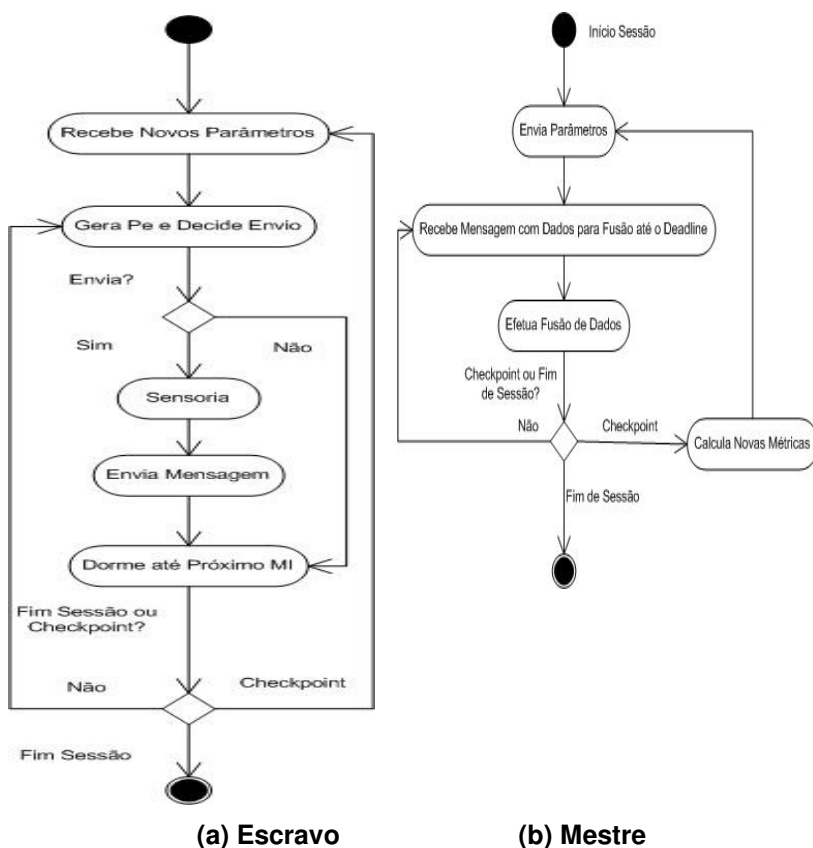 Recebe Novos Parâmetros
Gera Pe e Decide Envio
Envia?
Sim
Não
Sensoria
Envia Mensagem
Dorme até Próximo MI
Fim Sessão ou
Checkpoint?
Não
Checkpoint
Fim Sessão
(a) Escravo
Início Sessão
Envia Parâmetros
Recebe Mensagem com Dados para Fusão até o Deadline
Efetua Fusão de Dados
Checkpoint ou Fim
de Sessão?
Não
Checkpoint
Calcula Novas Métricas
Fim de Sessão
(b) Mestre